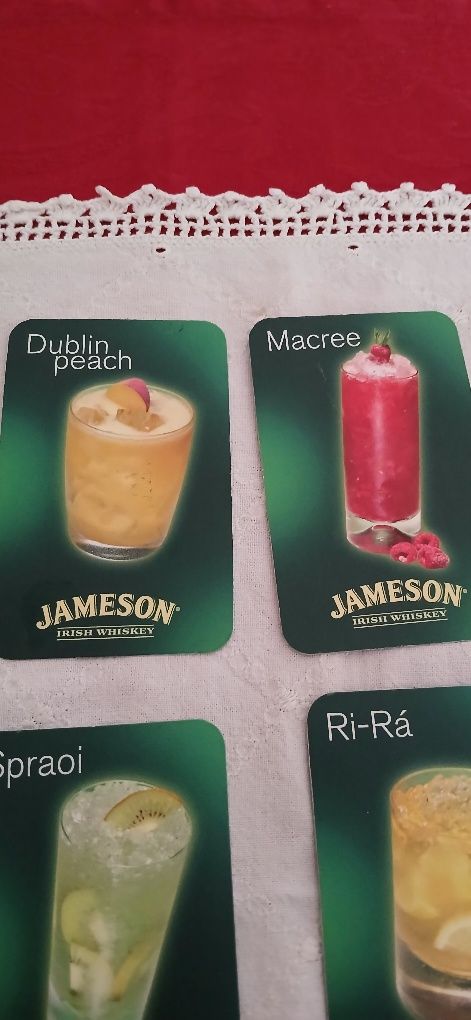 Dublin
peach
JAMESON
IRISH WHISKEY
Macree
JAMESON
IRISH WHISKEY
Spraoi
Ri-Rá